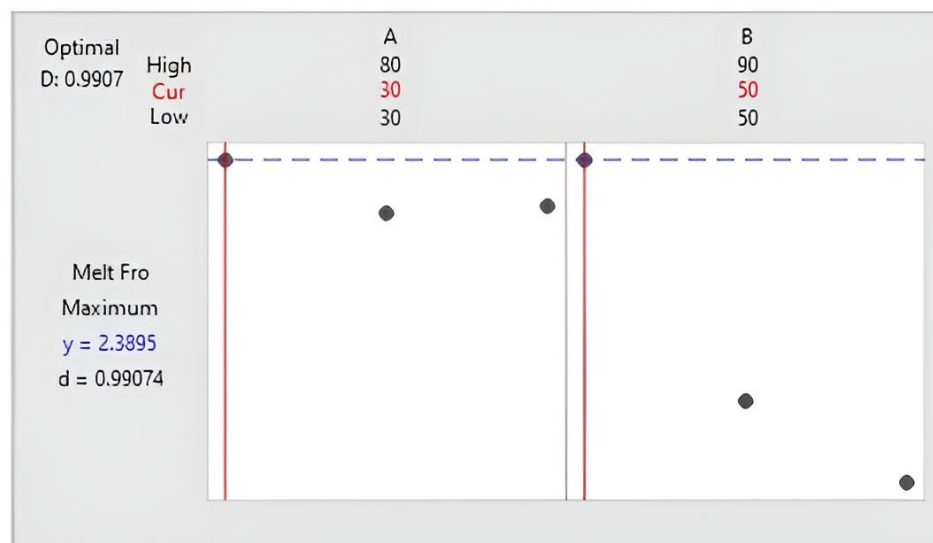 Optimal
D: 0.9907
High
Cur
Low
A
80
30
30
B
90
50
50
Melt Fro
Maximum
y = 2.3895
d = 0.99074